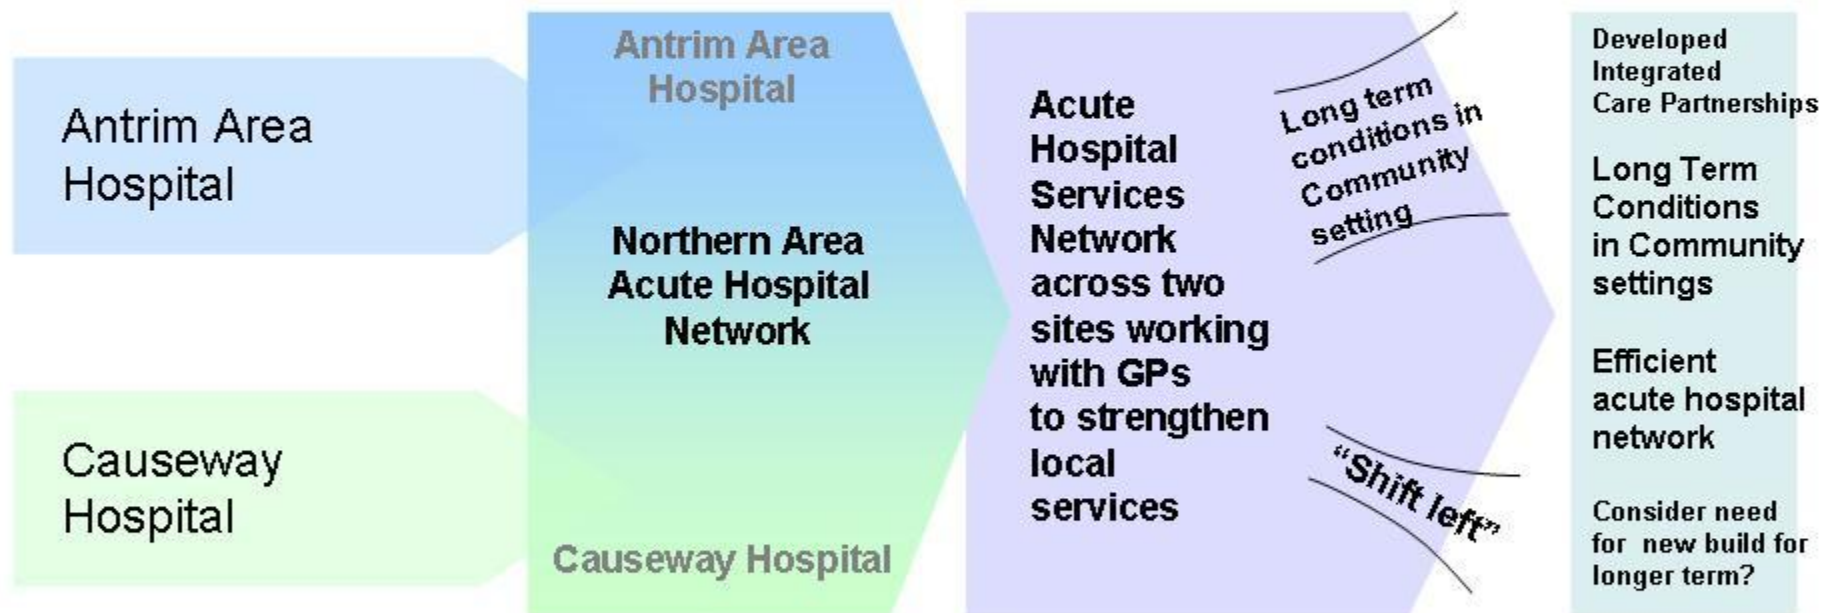 Antrim Area
Hospital
Causeway
Hospital
Antrim Area
Hospital
Northern Area
Acute Hospital
Network
Causeway Hospital
Acute
Hospital
Services
Network
across two
sites working
with GPs
to strengthen
local
services
Long term
conditions in
Community
setting
“Shift left”
Developed
Integrated
Care Partnerships
Long Term
Conditions
in Community
settings
Efficient
acute hospital
network
Consider need
for new build for
longer term?